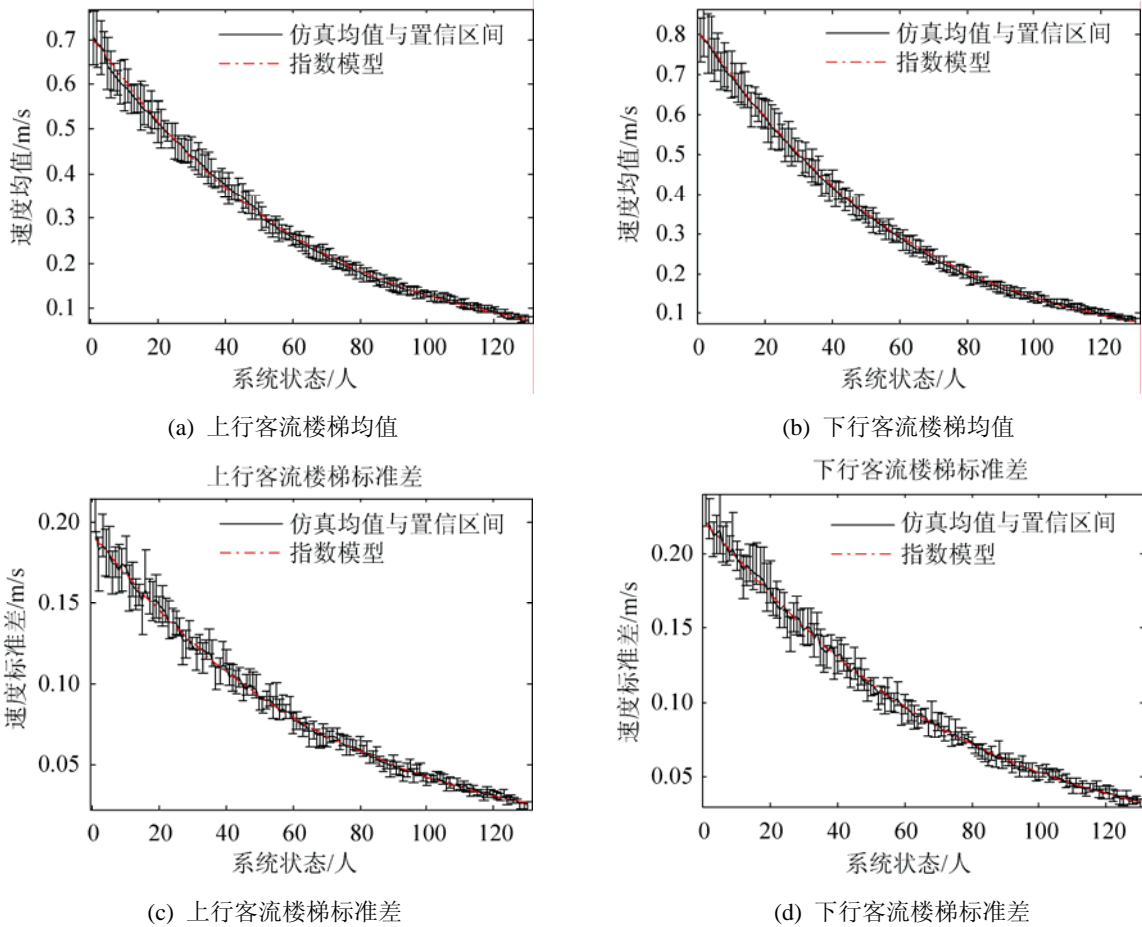 仿真均值与置信区间
指数模型
速度均值/m/s
0.7
0.6
0.5
0.4
0.3
0.2
0.1
0 20 40 60 80 100 120
系统状态/人
(a) 上行客流楼梯均值
仿真均值与置信区间
指数模型
速度均值/m/s
0.8
0.7
0.6
0.5
0.4
0.3
0.2
0.1
0 20 40 60 80 100 120
系统状态/人
(b) 下行客流楼梯均值
上行客流楼梯标准差
仿真均值与置信区间
指数模型
速度标准差/m/s
0.20
0.15
0.10
0.05
0 20 40 60 80 100 120
系统状态/人
(c) 上行客流楼梯标准差
下行客流楼梯标准差
仿真均值与置信区间
指数模型
速度标准差/m/s
0.20
0.15
0.10
0.05
0 20 40 60 80 100 120
系统状态/人
(d) 下行客流楼梯标准差